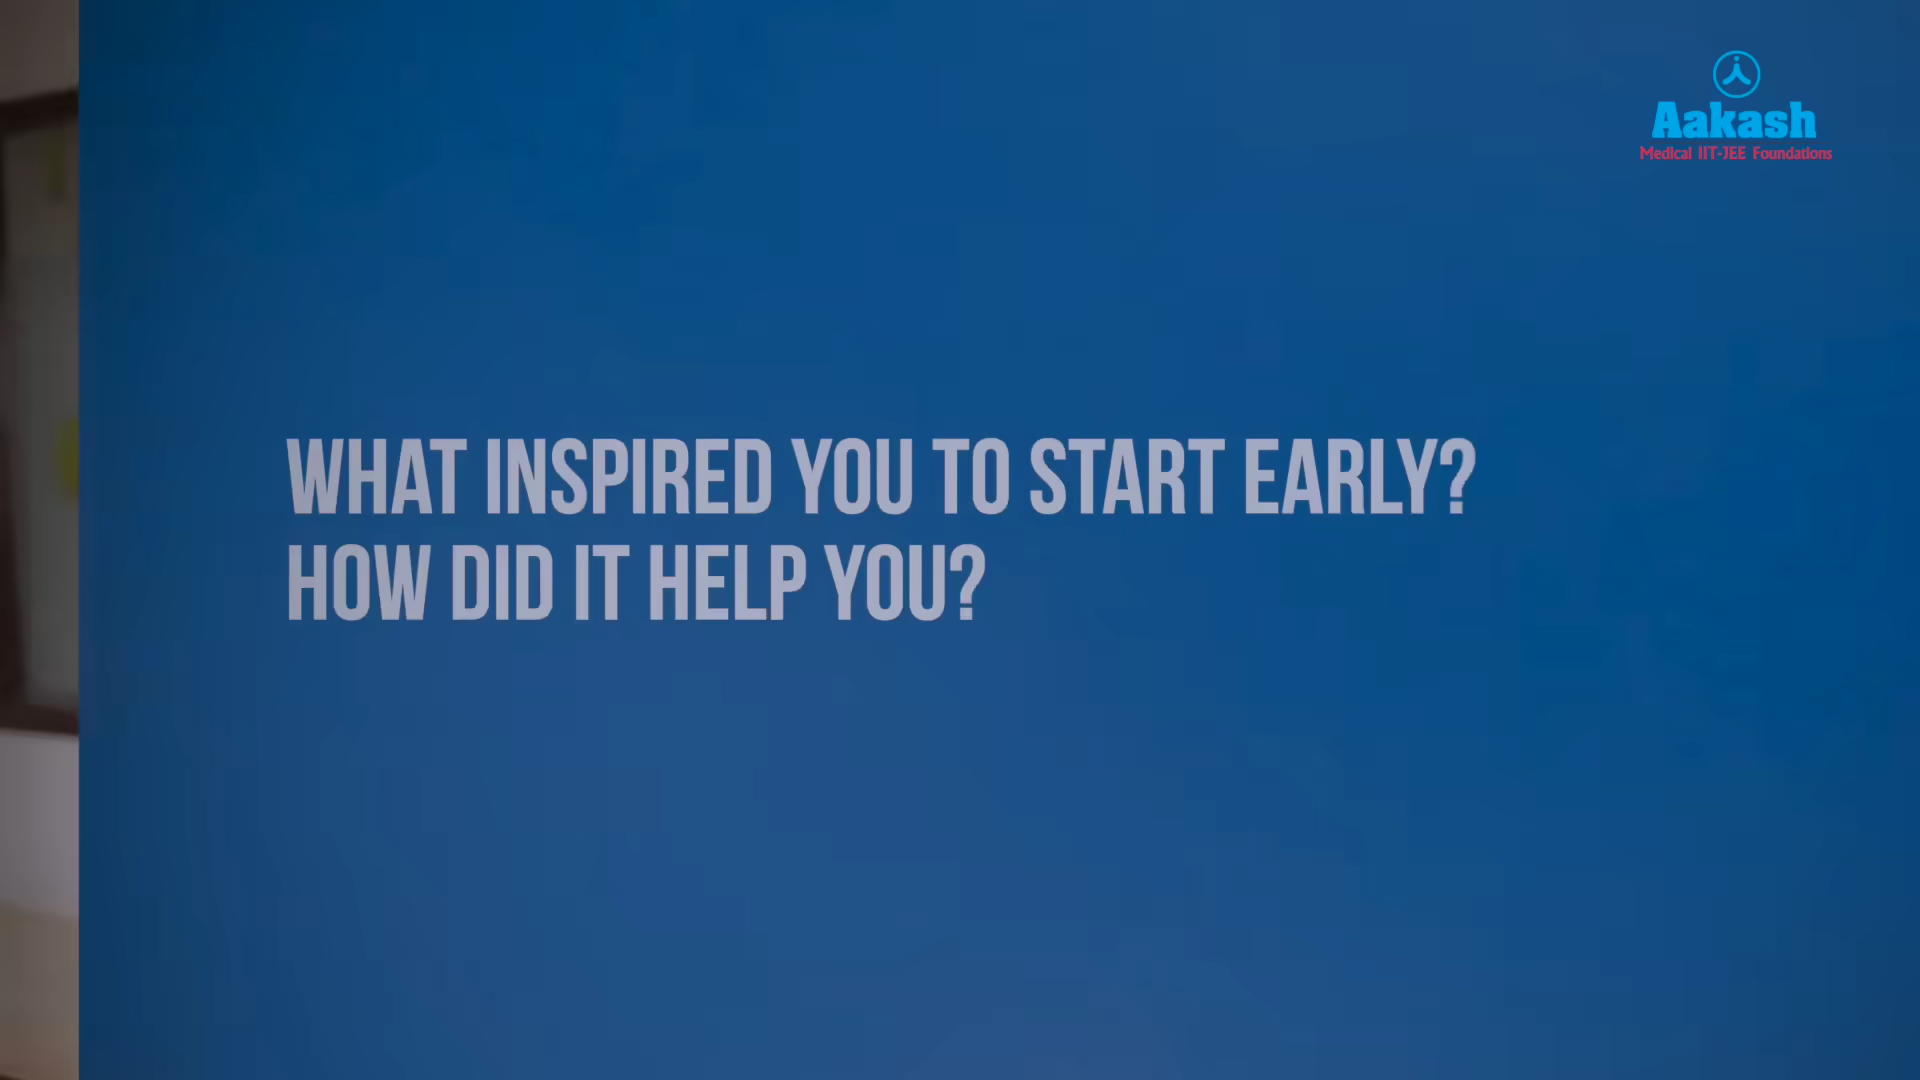 Aakash
Medical IIT-JEE Foundations
WHAT INSPIRED YOU TO START EARLY?
HOW DID IT HELP YOU?